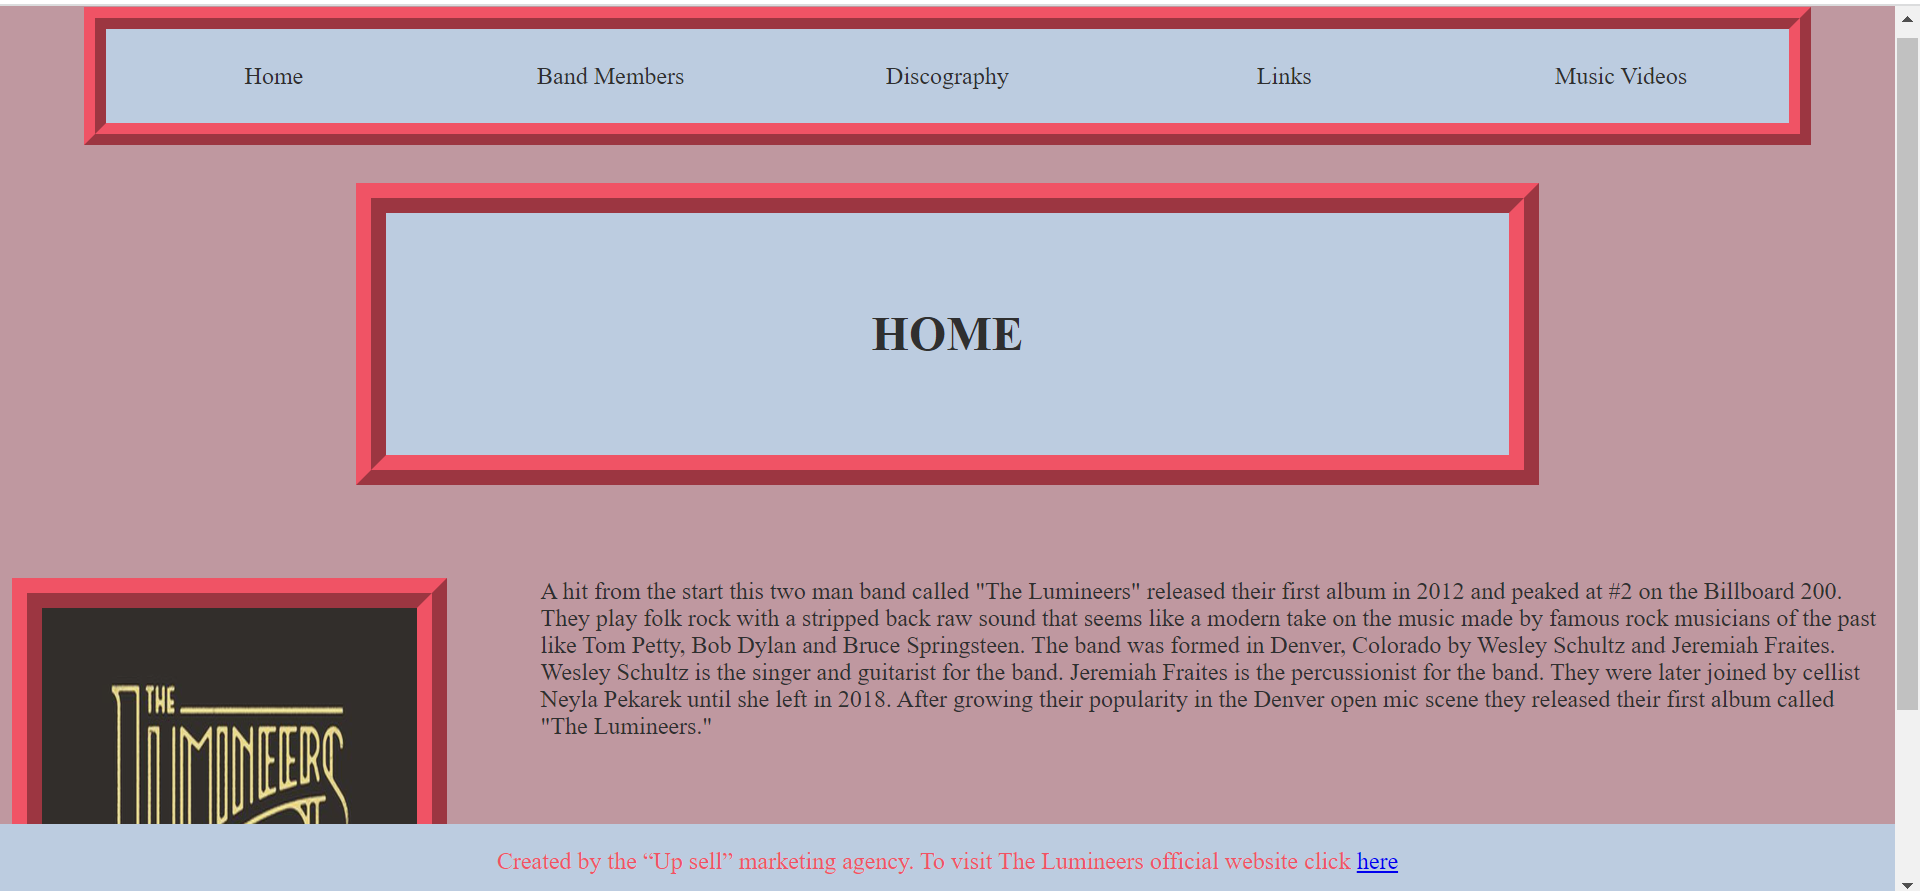 Home Band Members Discography Links Music Videos
HOME
A hit from the start this two man band called "The Lumineers" released their first album in 2012 and peaked at #2 on the Billboard 200.
They play folk rock with a stripped back raw sound that seems like a modern take on the music made by famous rock musicians of the past
like Tom Petty, Bob Dylan and Bruce Springsteen. The band was formed in Denver, Colorado by Wesley Schultz and Jeremiah Fraites.
Wesley Schultz is the singer and guitarist for the band. Jeremiah Fraites is the percussionist for the band. They were later joined by cellist
Neyla Pekarek until she left in 2018. After growing their popularity in the Denver open mic scene they released their first album called
"The Lumineers."
THE
LUMINEERS
Created by the “Up sell” marketing agency. To visit The Lumineers official website click here